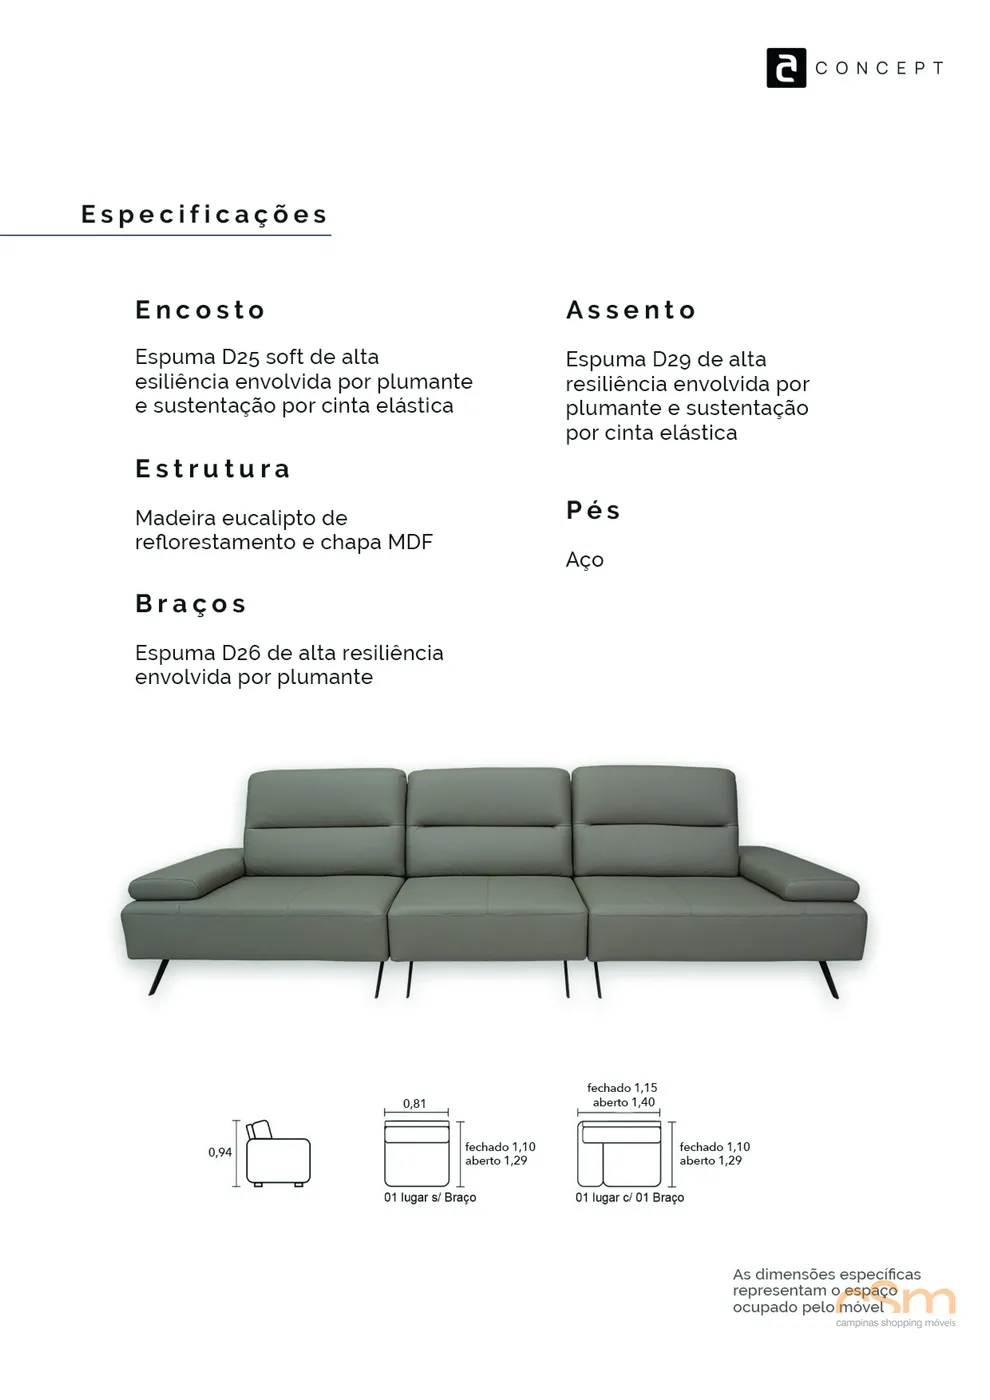 CONCEPT
Especificações
Encosto
Espuma D25 soft de alta
esiliência envolvida por plumante
e sustentação por cinta elástica
Estrutura
Madeira eucalipto de
reflorestamento e chapa MDF
Braços
Espuma D26 de alta resiliência
envolvida por plumante
Assento
Espuma D29 de alta
resiliência envolvida por
plumante e sustentação
por cinta elástica
Pés
Aço
0,94
0,81
fechado 1,10
aberto 1,29
01 lugar s/ Braço
fechado 1,15
aberto 1,40
fechado 1,10
aberto 1,29
01 lugar c/ 01 Braço
As dimensões específicas
representam o espaço
ocupado pelo móvel
csm
campinas shopping móveis